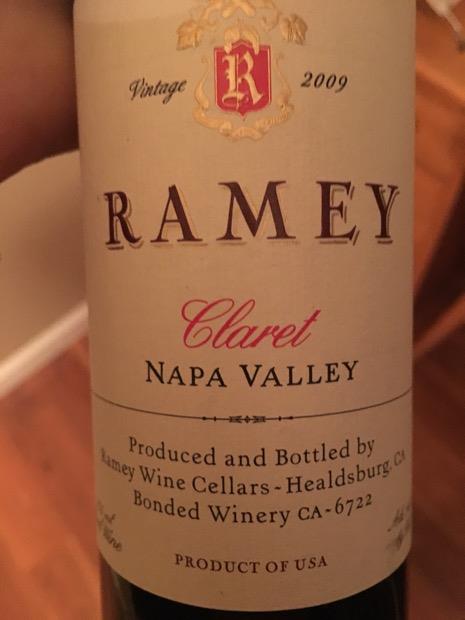 R
Vintage 2009
RAMEY
Claret
NAPA VALLEY
Produced and Bottled by
Ramey Wine Cellars - Healdsburg, CA
Bonded Winery CA-6722
PRODUCT OF USA